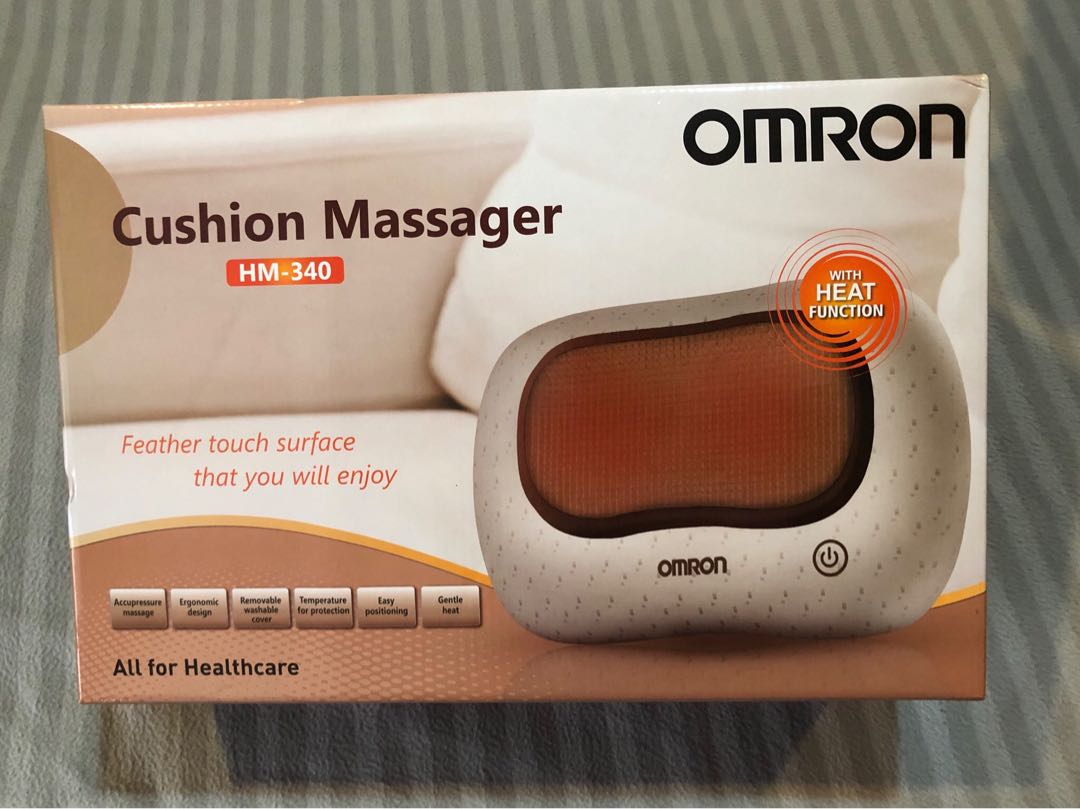 OMRON
Cushion Massager
HM-340
WITH
HEAT
FUNCTION
Feather touch surface
that you will enjoy
OMRON
Accupressure
massage
Ergonomic
design
Removable
washable
cover
Temperature
for protection
Easy
positioning
Gentle
heat
All for Healthcare